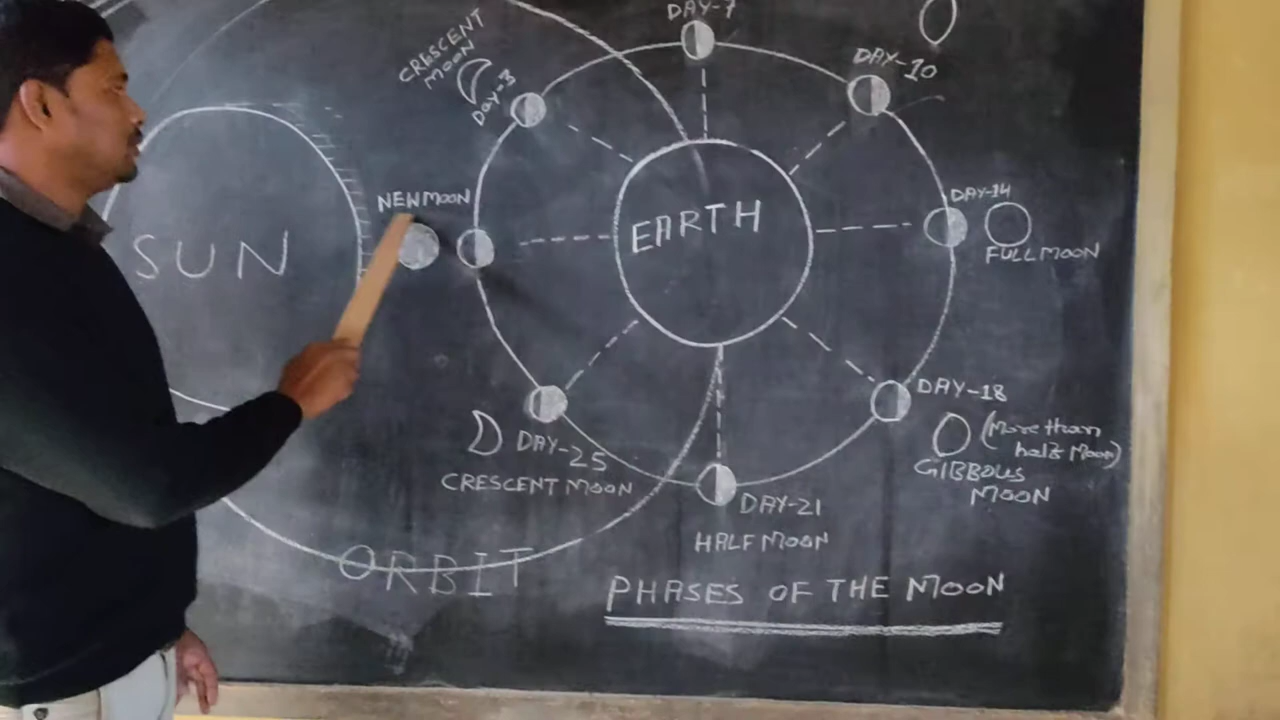 DAY-7
CRESCENT
MOON
DAY-3
DAY-10
NEW MOON
DAY-14
FULL MOON
SUN
EARTH
DAY-18
(More than
half Moon)
GIBBOUS
MOON
DAY-25
CRESCENT MOON
DAY-21
HALF MOON
ORBIT
PHASES OF THE MOON